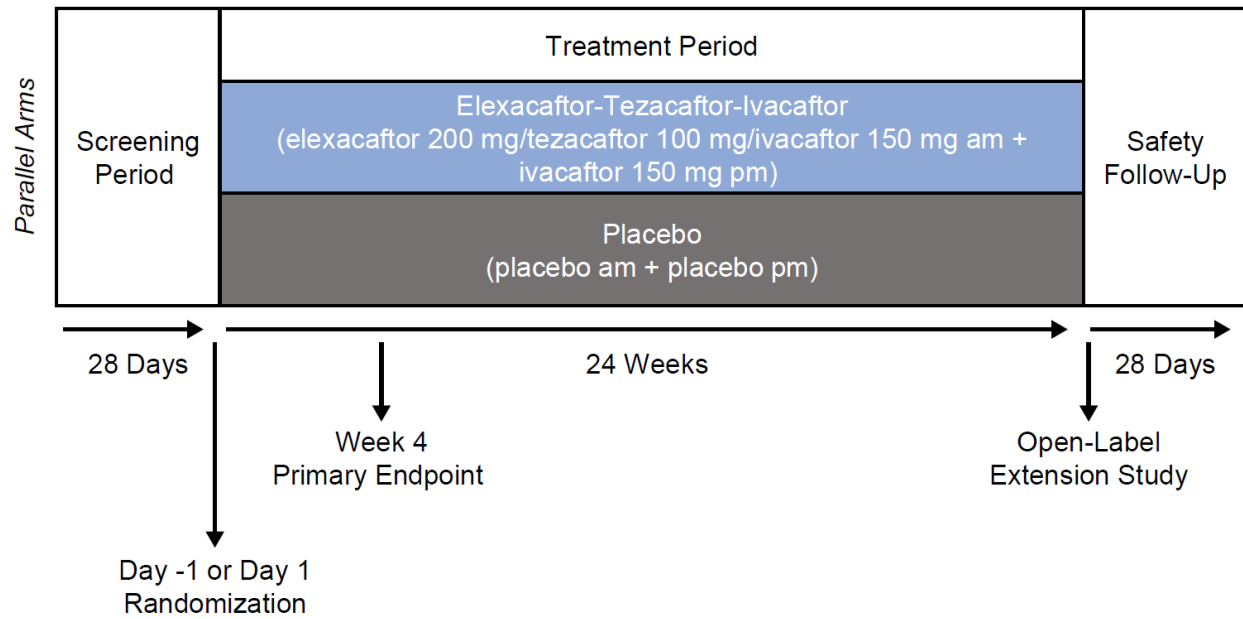 Parallel Arms
Screening
Period
Treatment Period
Elexacaftor-Tezacaftor-Ivacaftor
(elexacaftor 200 mg/tezacaftor 100 mg/ivacaftor 150 mg am +
ivacaftor 150 mg pm)
Placebo
(placebo am + placebo pm)
Safety
Follow-Up
28 Days
24 Weeks
28 Days
Week 4
Primary Endpoint
Open-Label
Extension Study
Day -1 or Day 1
Randomization